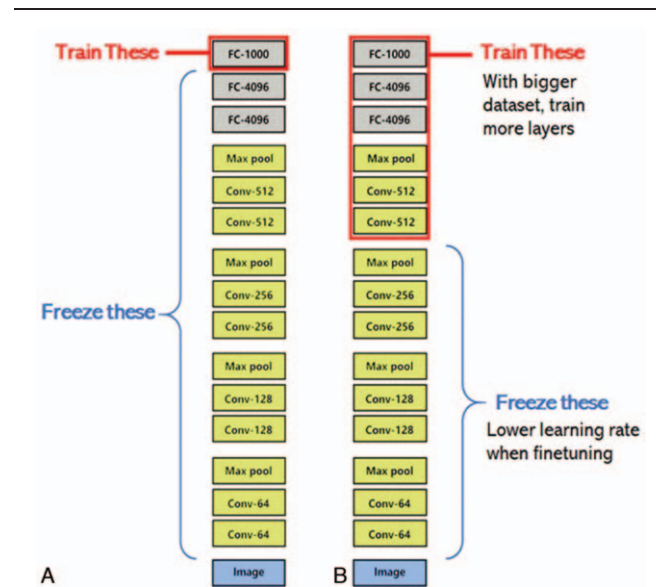 Train These
FC-1000
FC-4096
FC-4096
Max pool
Conv-512
Conv-512
Max pool
Conv-256
Conv-256
Max pool
Conv-128
Conv-128
Max pool
Conv-64
Conv-64
Image
Freeze these
A
FC-1000
FC-4096
FC-4096
Max pool
Conv-512
Conv-512
Max pool
Conv-256
Conv-256
Max pool
Conv-128
Conv-128
Max pool
Conv-64
Conv-64
Image
B
Train These
With bigger
dataset, train
more layers
Freeze these
Lower learning rate
when finetuning